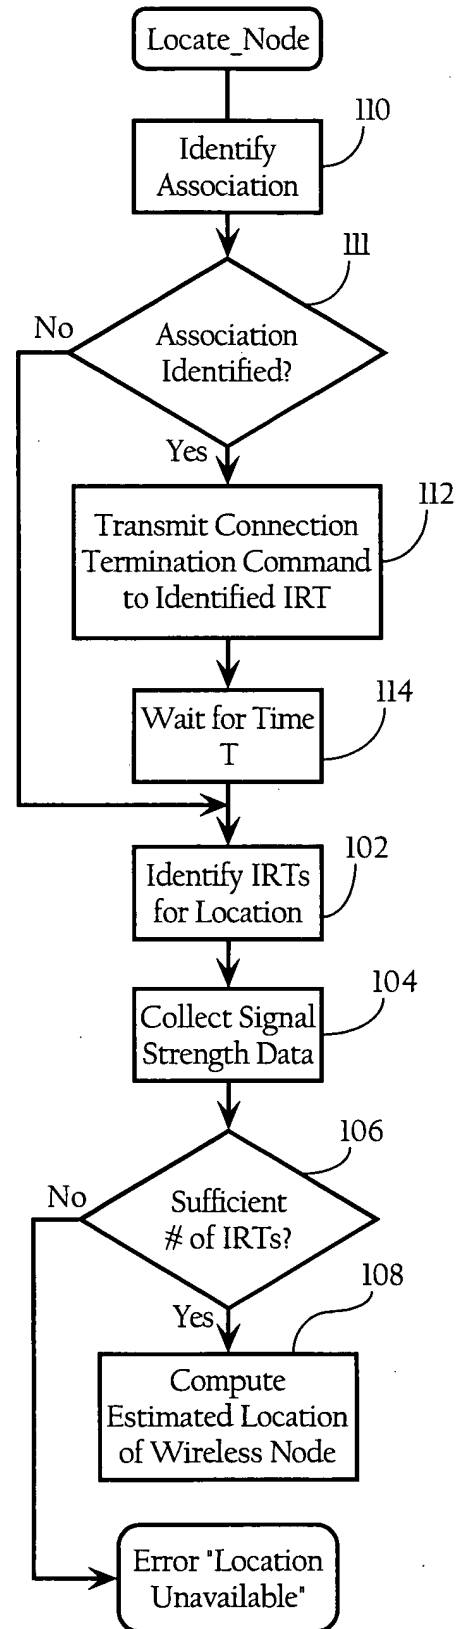 Locate_Node
110
Identify
Association
111
No
Association
Identified?
Yes
112
Transmit Connection
Termination Command
to Identified IRT
114
Wait for Time
T
102
Identify IRTs
for Location
104
Collect Signal
Strength Data
106
No
Sufficient
# of IRTs?
Yes
108
Compute
Estimated Location
of Wireless Node
Error "Location
Unavailable"